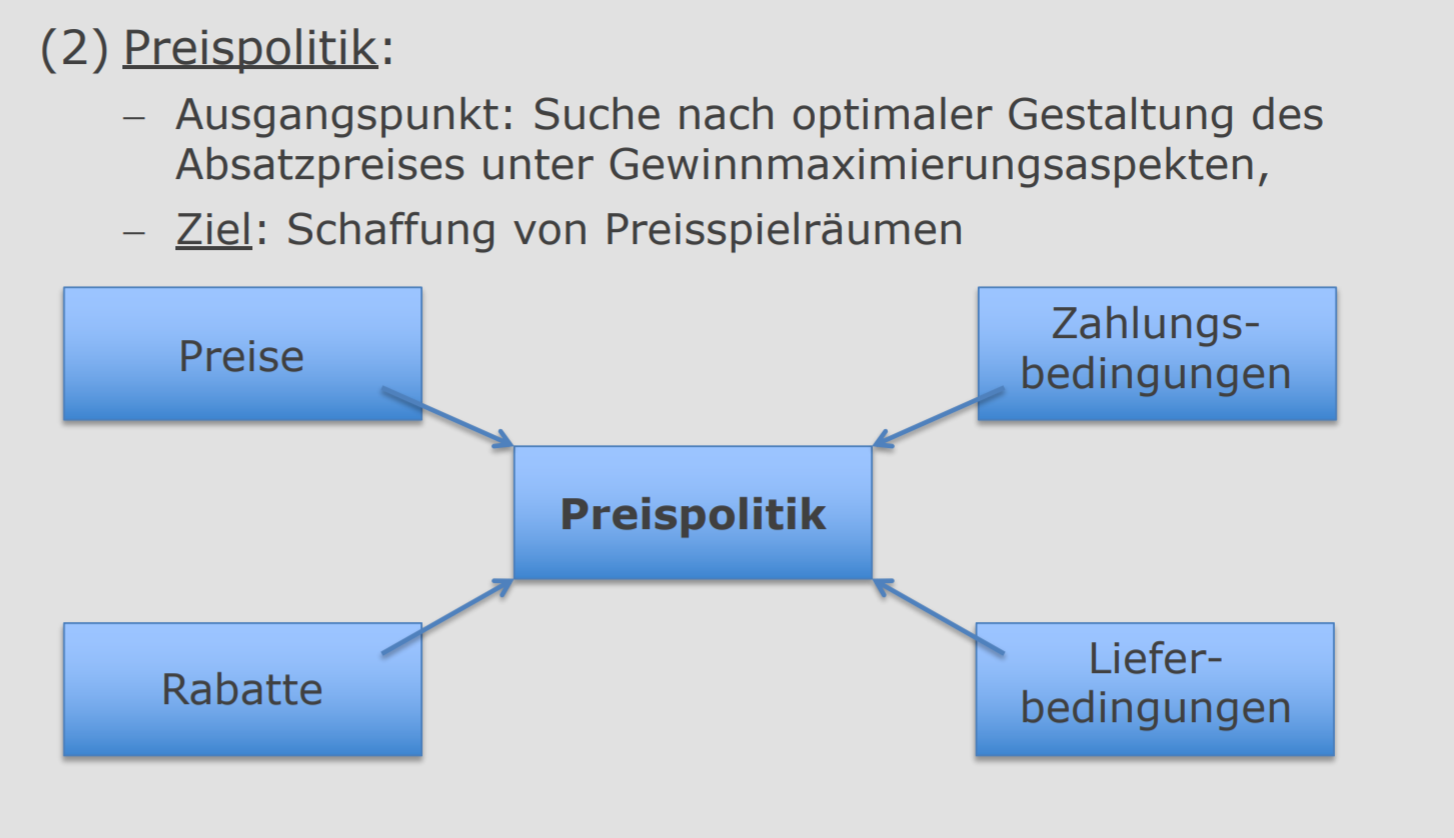 (2) Preispolitik:
– Ausgangspunkt: Suche nach optimaler Gestaltung des
Absatzpreises unter Gewinnmaximierungsaspekten,
– Ziel: Schaffung von Preisspielräumen
Preise
Zahlungs-
bedingungen
Preispolitik
Rabatte
Liefer-
bedingungen